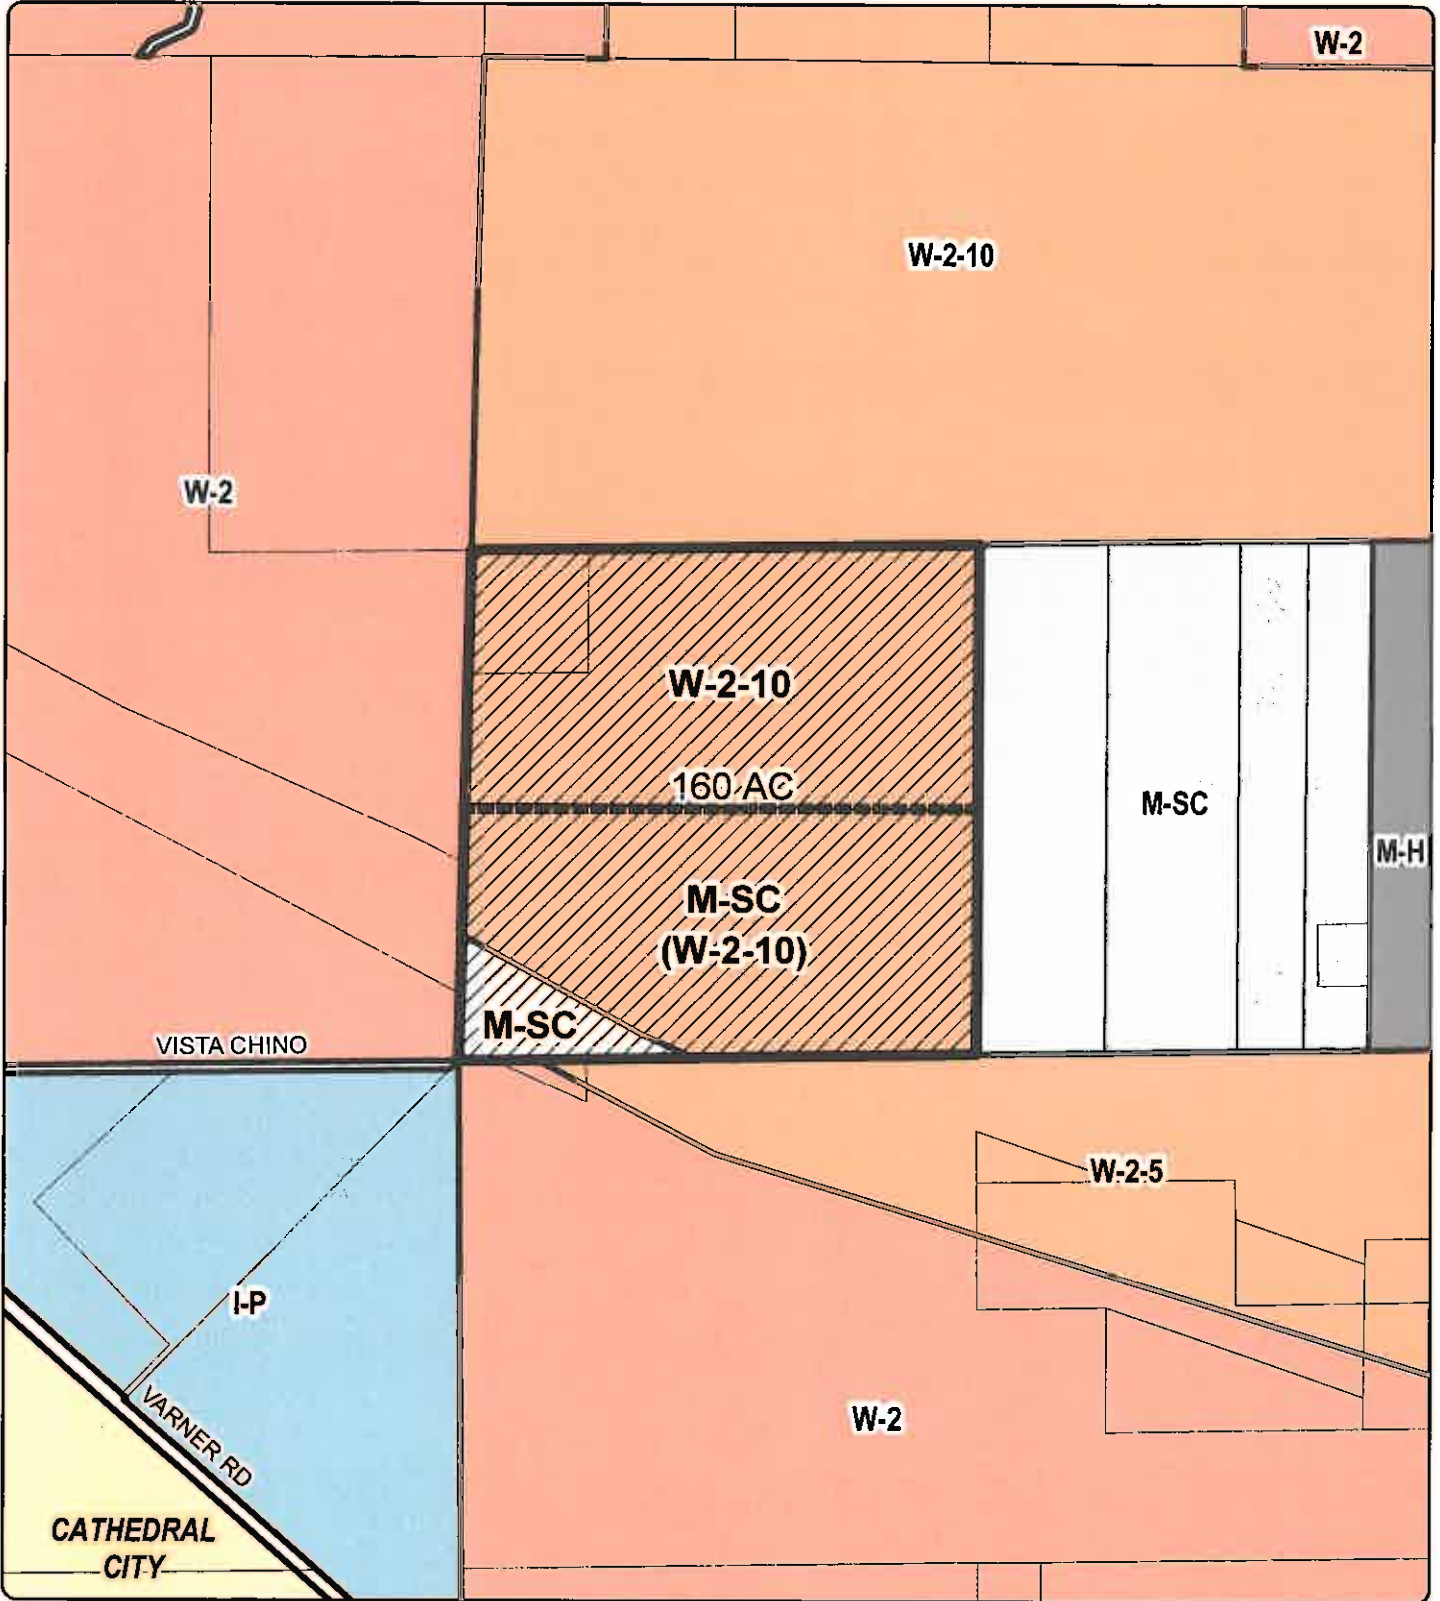 W-2
W-2-10
W-2
W-2-10
160 AC
M-SC
M-H
M-SC
(W-2-10)
M-SC
VISTA CHINO
W-2-5
I-P
VARNER RD
W-2
CATHEDRAL
CITY